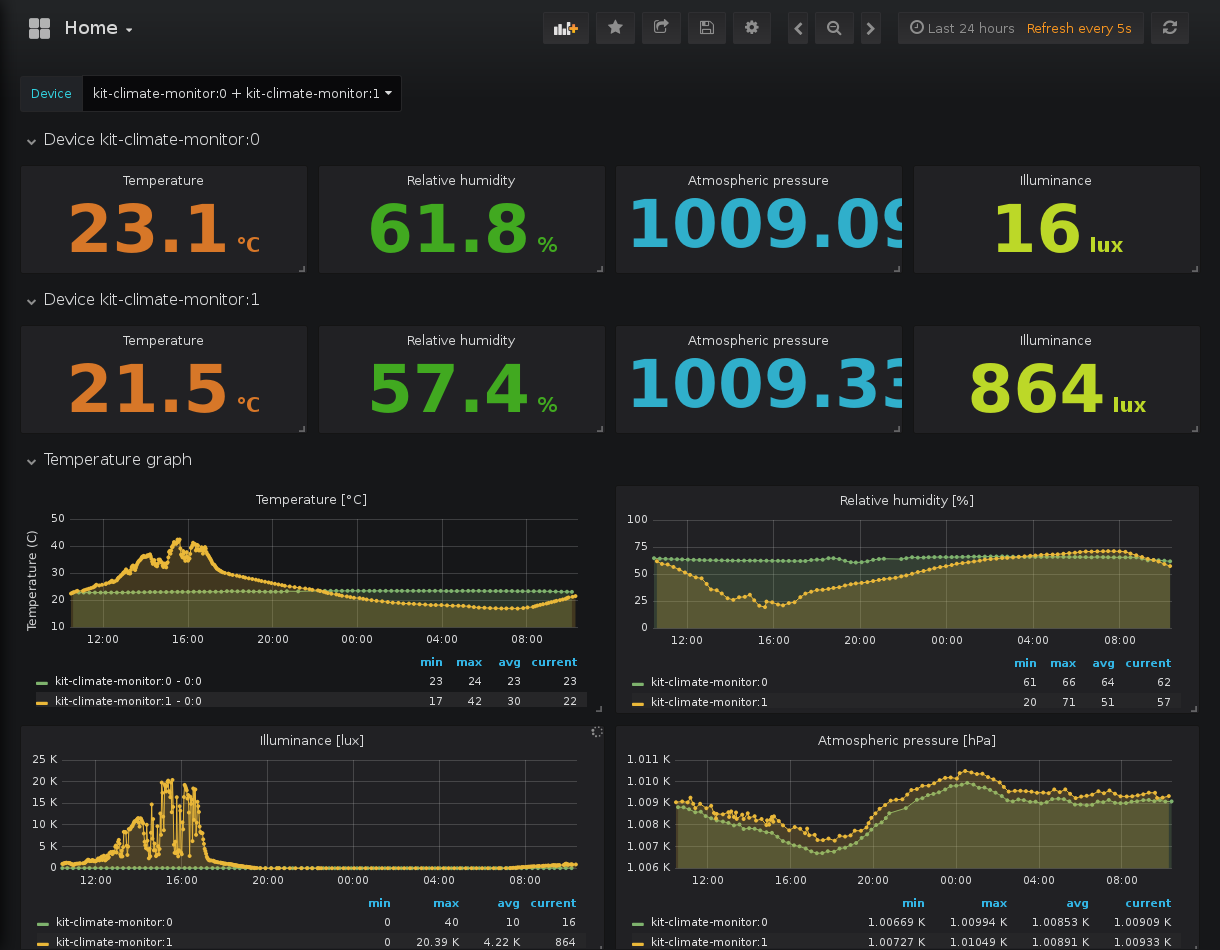 Home
Last 24 hours Refresh every 5s
Device kit-climate-monitor:0 + kit-climate-monitor:1
Device kit-climate-monitor:0
Temperature Relative humidity Atmospheric pressure Illuminance
23.1 °C 61.8 % 1009.09 16 lux
Device kit-climate-monitor:1
Temperature Relative humidity Atmospheric pressure Illuminance
21.5 °C 57.4 % 1009.33 864 lux
Temperature graph
Temperature [°C]
Temperature (C)
50
40
30
20
10
12:00 16:00 20:00 00:00 04:00 08:00
min max avg current
kit-climate-monitor:0 - 0:0 23 24 23 23
kit-climate-monitor:1 - 0:0 17 42 30 22
Relative humidity [%]
100
75
50
25
0
12:00 16:00 20:00 00:00 04:00 08:00
min max avg current
kit-climate-monitor:0 61 66 64 62
kit-climate-monitor:1 20 71 51 57
Illuminance [lux]
25 K
20 K
15 K
10 K
5 K
0
12:00 16:00 20:00 00:00 04:00 08:00
min max avg current
kit-climate-monitor:0 0 40 10 16
kit-climate-monitor:1 0 20.39 K 4.22 K 864
Atmospheric pressure [hPa]
1.011 K
1.010 K
1.009 K
1.008 K
1.007 K
1.006 K
12:00 16:00 20:00 00:00 04:00 08:00
min max avg current
kit-climate-monitor:0 1.00669 K 1.00994 K 1.00853 K 1.00909 K
kit-climate-monitor:1 1.00727 K 1.01049 K 1.00891 K 1.00933 K